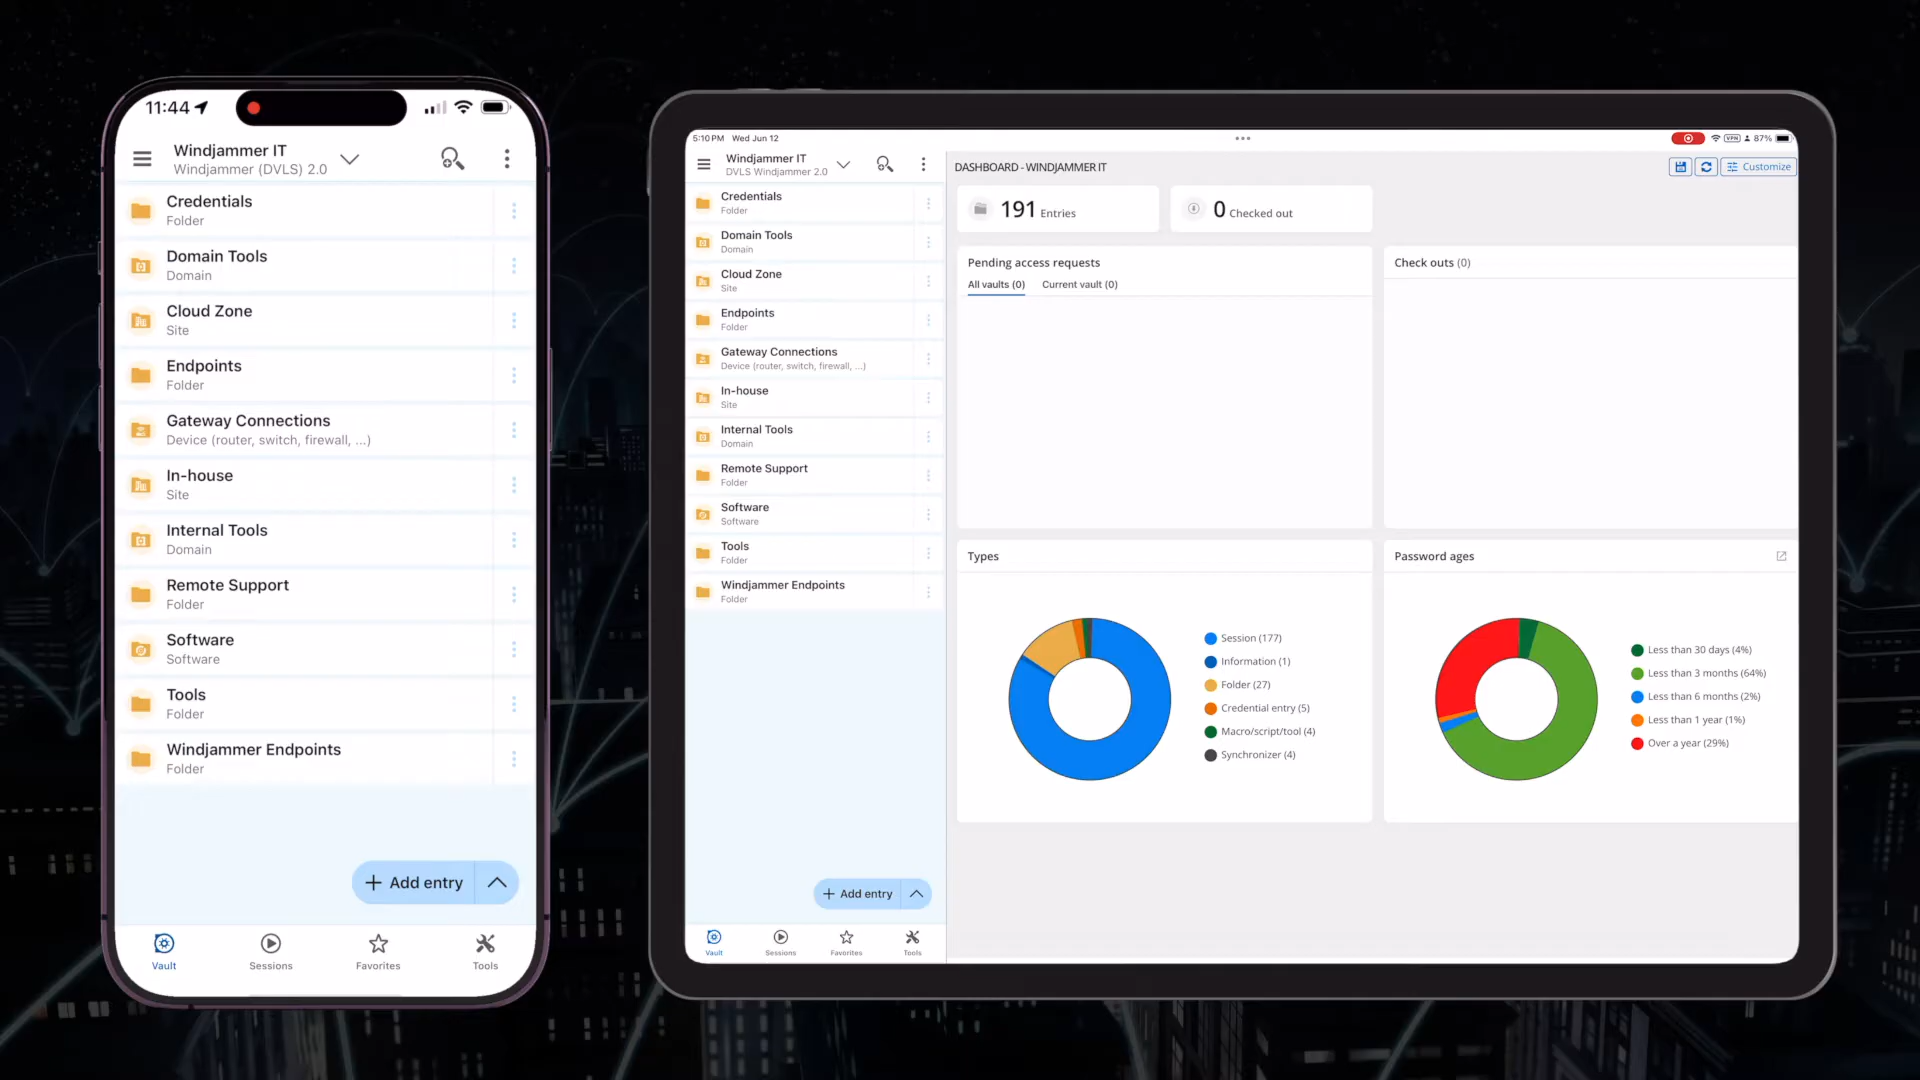 11:44
Windjammer IT
Windjammer (DVLS) 2.0
Credentials
Folder
Domain Tools
Domain
Cloud Zone
Site
Endpoints
Folder
Gateway Connections
Device (router, switch, firewall, ...)
In-house
Site
Internal Tools
Domain
Remote Support
Folder
Software
Software
Tools
Folder
Windjammer Endpoints
Folder
Add entry
Vault Sessions Favorites Tools
5:10 PM Wed Jun 12
VPN 87%
Windjammer IT
DVLS Windjammer 2.0
Credentials
Folder
Domain Tools
Domain
Cloud Zone
Site
Endpoints
Folder
Gateway Connections
Device (router, switch, firewall, ...)
In-house
Site
Internal Tools
Domain
Remote Support
Folder
Software
Software
Tools
Folder
Windjammer Endpoints
Folder
Add entry
Vault Sessions Favorites Tools
DASHBOARD - WINDJAMMER IT
Customize
191 Entries
0 Checked out
Pending access requests
All vaults (0) Current vault (0)
Check outs (0)
Types
Session (177)
Information (1)
Folder (27)
Credential entry (5)
Macro/script/tool (4)
Synchronizer (4)
Password ages
Less than 30 days (4%)
Less than 3 months (64%)
Less than 6 months (2%)
Less than 1 year (1%)
Over a year (29%)